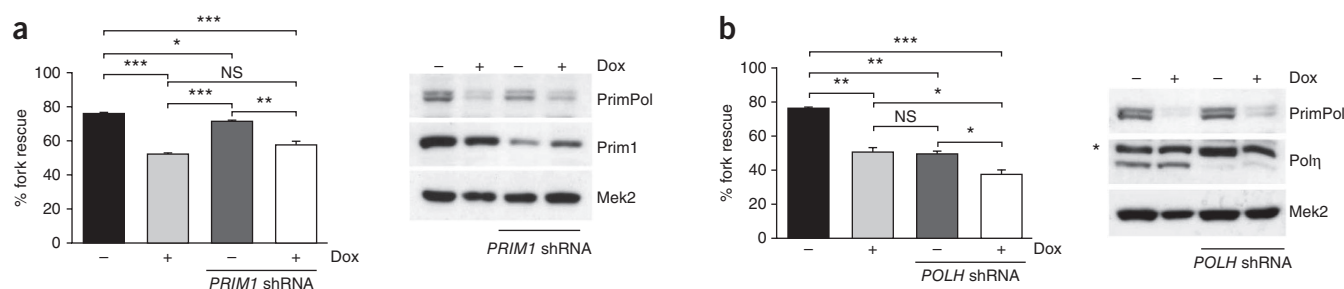 a
***
*
***
NS
***
**
% fork rescue
100
80
60
40
20
0
– + – + Dox
PRIM1 shRNA
– + – + Dox
PrimPol
Prim1
Mek2
PRIM1 shRNA
b
***
**
**
*
NS
*
% fork rescue
100
80
60
40
20
0
– + – + Dox
POLH shRNA
– + – + Dox
PrimPol
* Polη
Mek2
POLH shRNA